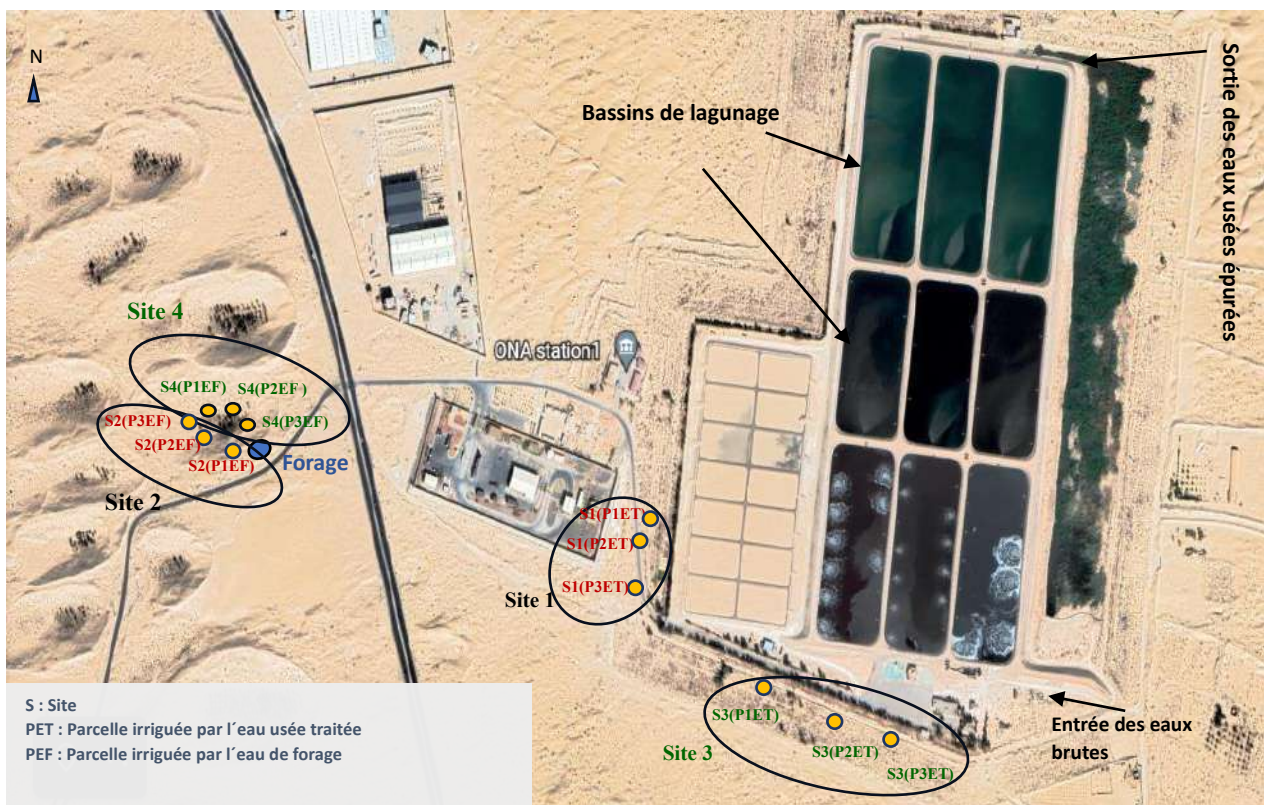 N
Bassins de lagunage
Sortie des eaux usées épurées
Site 4
ONA station1
S4(P1EF)
S4(P2EF)
S2(P3EF)
S4(P3EF)
S2(P2EF)
S2(P1EF)
Forage
Site 2
S1(P1ET)
S1(P2ET)
S1(P3ET)
Site 1
S3(P1ET)
Site 3
S3(P2ET)
S3(P3ET)
Entrée des eaux
brutes
S : Site
PET : Parcelle irriguée par l´eau usée traitée
PEF : Parcelle irriguée par l´eau de forage